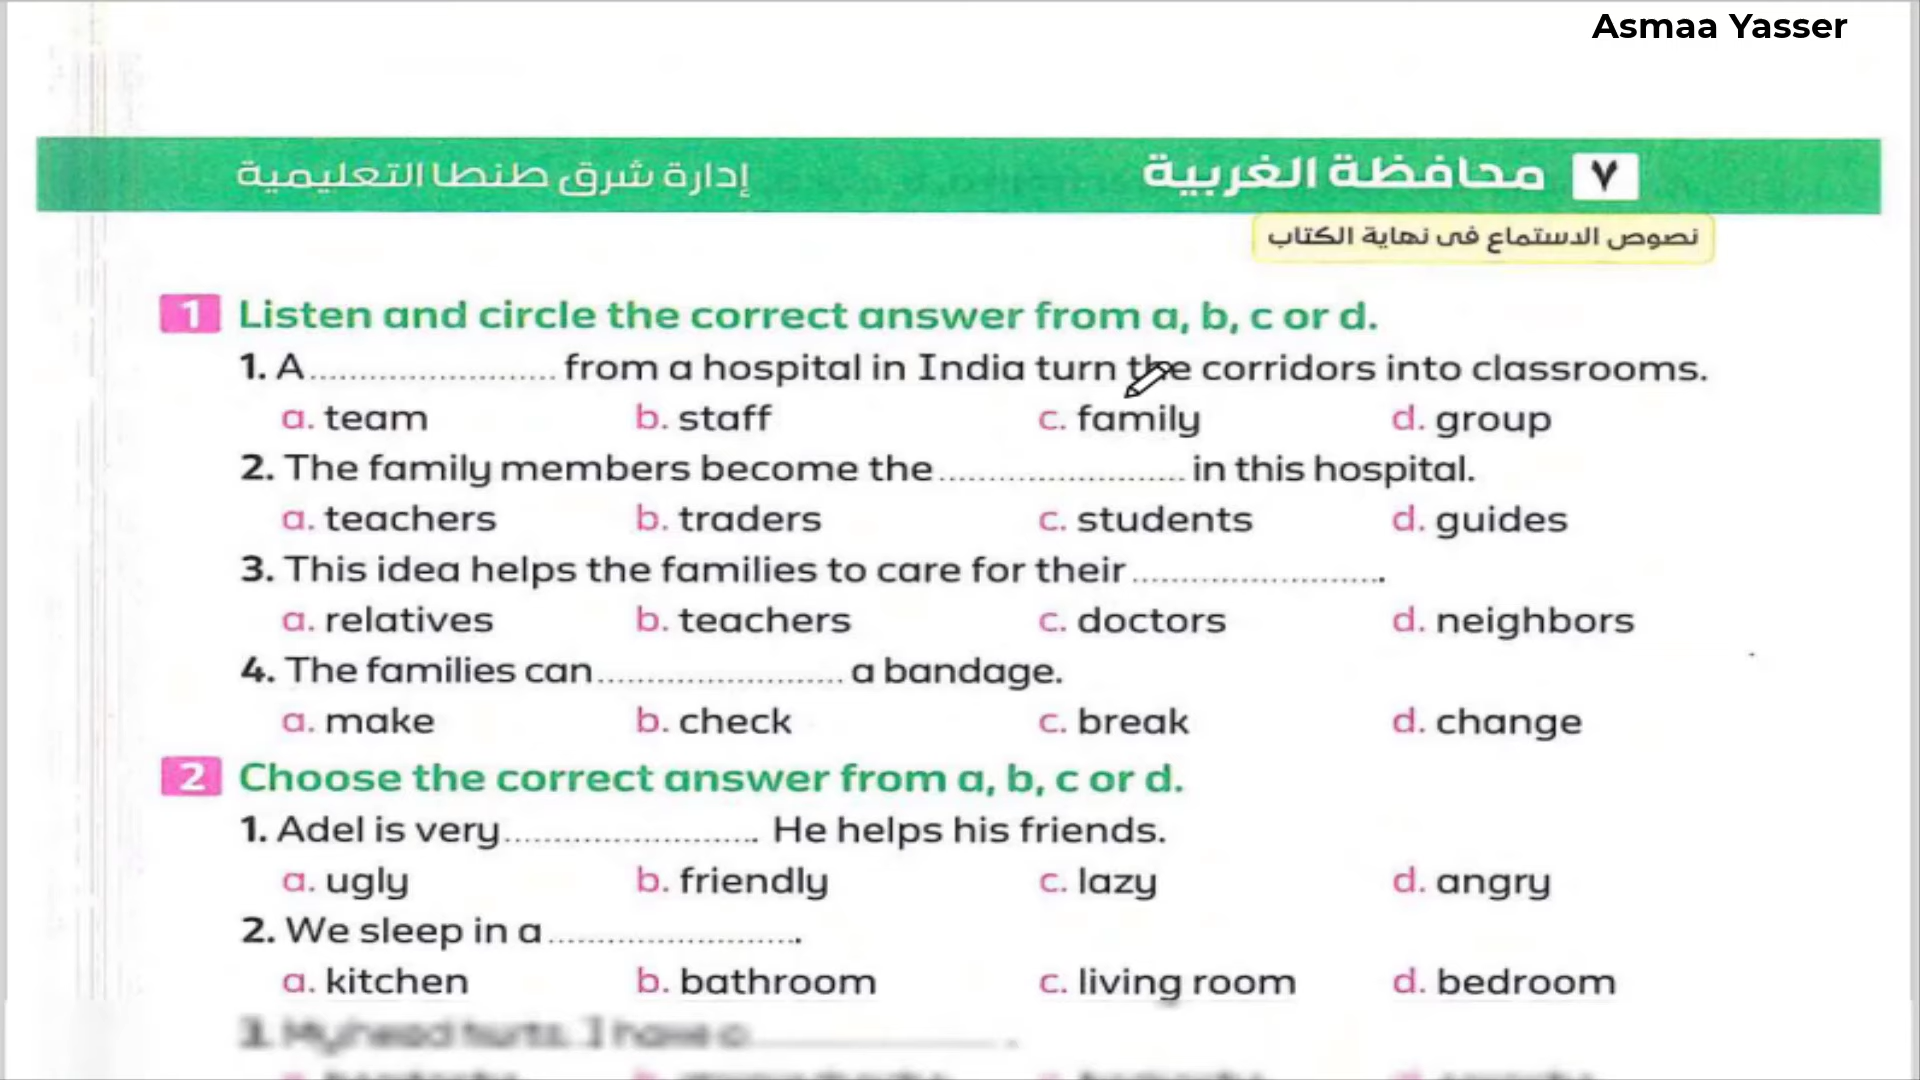 Asmaa Yasser
٧ محافظة الغربية إدارة شرق طنطا التعليمية
نصوص الاستماع فى نهاية الكتاب
1 Listen and circle the correct answer from a, b, c or d.
1. A........................ from a hospital in India turn the corridors into classrooms.
a. team b. staff c. family d. group
2. The family members become the........................ in this hospital.
a. teachers b. traders c. students d. guides
3. This idea helps the families to care for their.........................
a. relatives b. teachers c. doctors d. neighbors
4. The families can........................ a bandage.
a. make b. check c. break d. change
2 Choose the correct answer from a, b, c or d.
1. Adel is very......................... He helps his friends.
a. ugly b. friendly c. lazy d. angry
2. We sleep in a.........................
a. kitchen b. bathroom c. living room d. bedroom
3. My head hurts. I have a........................